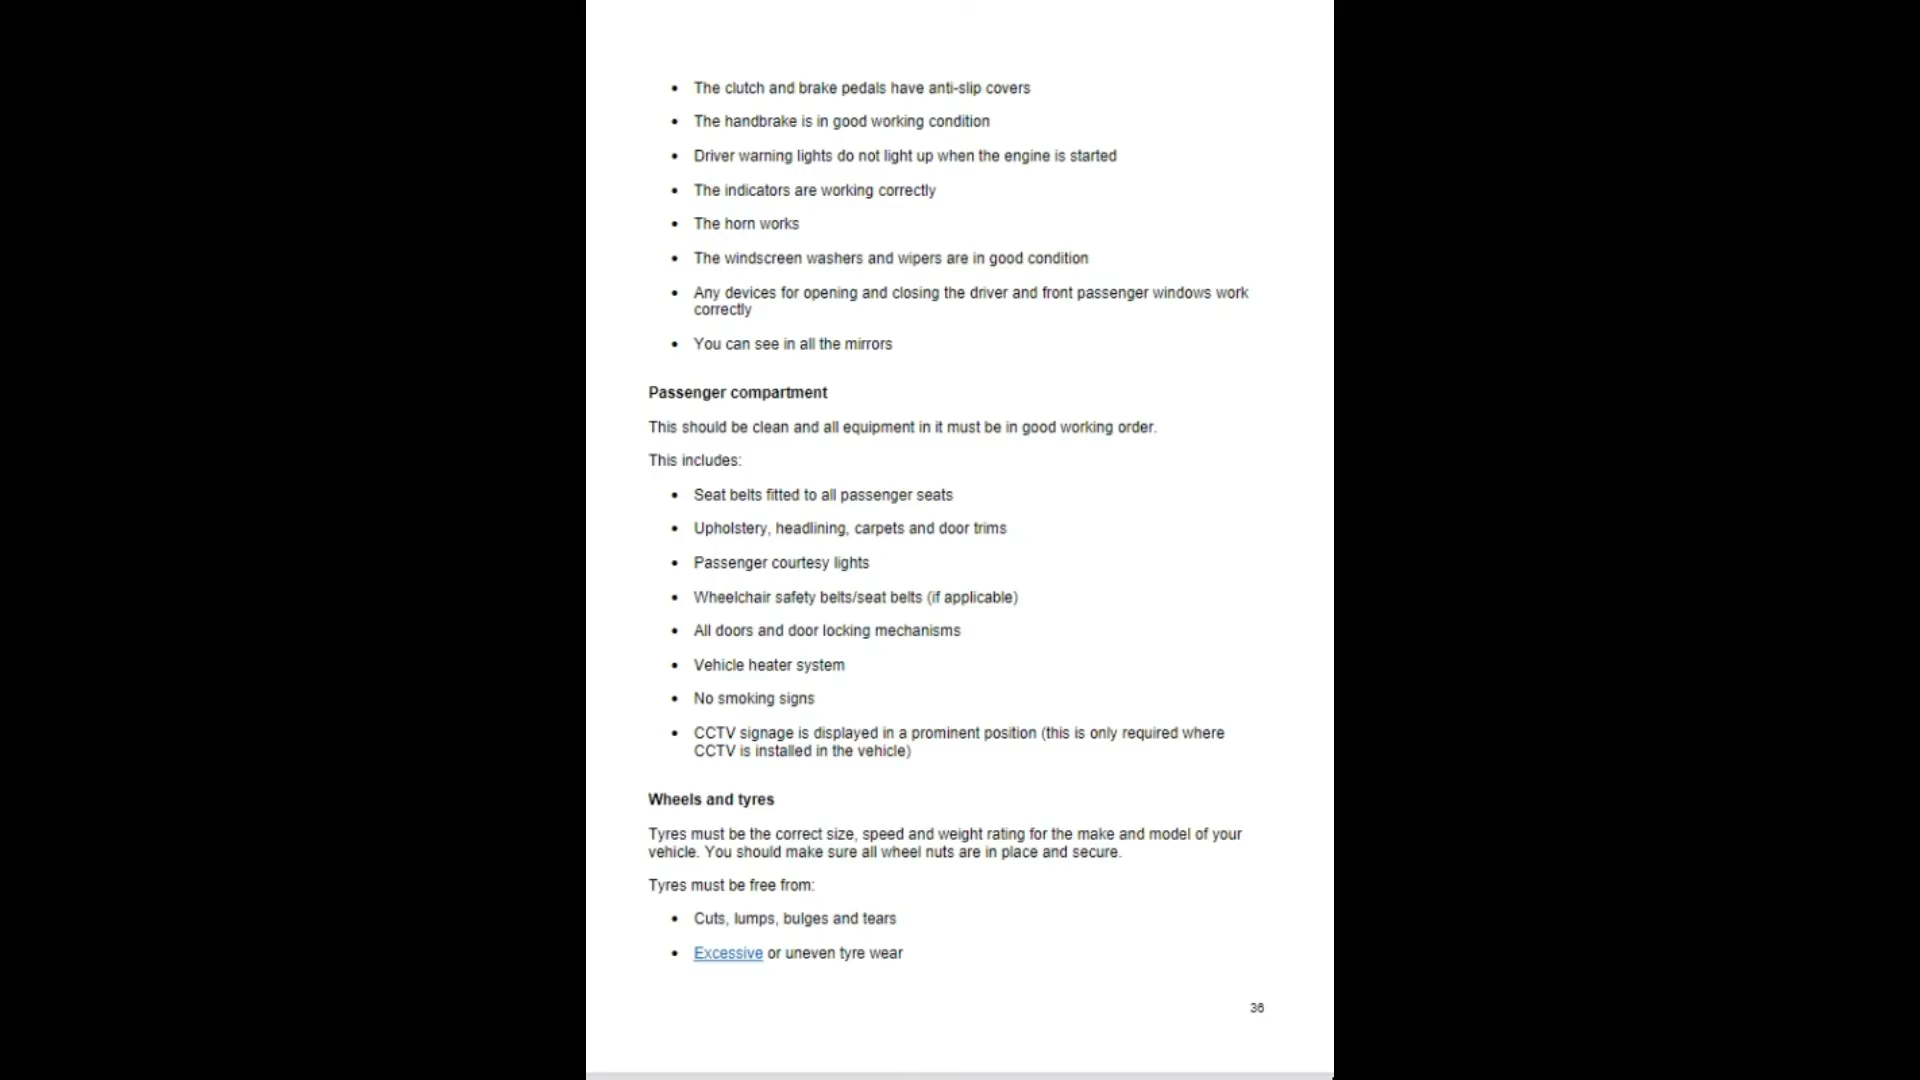 • The clutch and brake pedals have anti-slip covers
• The handbrake is in good working condition
• Driver warning lights do not light up when the engine is started
• The indicators are working correctly
• The horn works
• The windscreen washers and wipers are in good condition
• Any devices for opening and closing the driver and front passenger windows work
correctly
• You can see in all the mirrors
Passenger compartment
This should be clean and all equipment in it must be in good working order.
This includes:
• Seat belts fitted to all passenger seats
• Upholstery, headlining, carpets and door trims
• Passenger courtesy lights
• Wheelchair safety belts/seat belts (if applicable)
• All doors and door locking mechanisms
• Vehicle heater system
• No smoking signs
• CCTV signage is displayed in a prominent position (this is only required where
CCTV is installed in the vehicle)
Wheels and tyres
Tyres must be the correct size, speed and weight rating for the make and model of your
vehicle. You should make sure all wheel nuts are in place and secure.
Tyres must be free from:
• Cuts, lumps, bulges and tears
• Excessive or uneven tyre wear
36